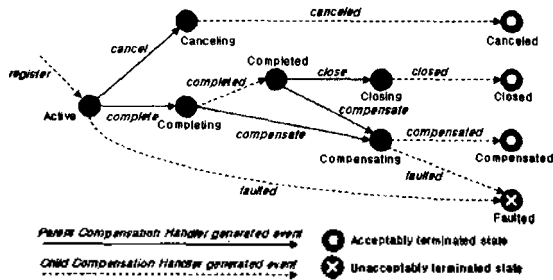 canceled
Canceling
Canceled
cancel
register
Completed
completed
close
closed
Active
complete
Completing
compensate
Closing
Closed
compensate
compensated
Compensating
Compensated
faulted
faulted
Faulted
Parent Compensation Handler generated event
Acceptably terminated state
Child Compensation Handler generated event
Unacceptably terminated state